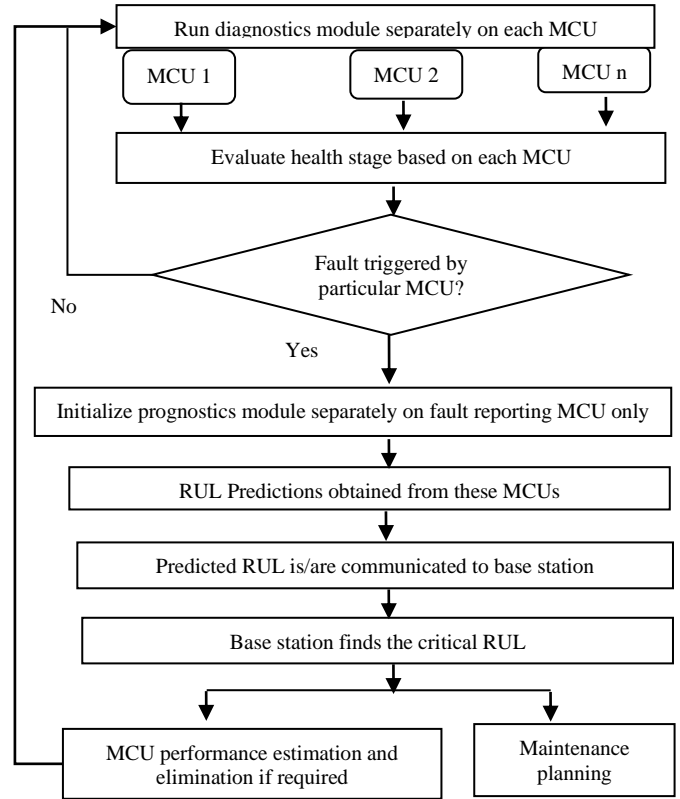 Run diagnostics module separately on each MCU
MCU 1
MCU 2
MCU n
Evaluate health stage based on each MCU
Fault triggered by
particular MCU?
No
Yes
Initialize prognostics module separately on fault reporting MCU only
RUL Predictions obtained from these MCUs
Predicted RUL is/are communicated to base station
Base station finds the critical RUL
MCU performance estimation and
elimination if required
Maintenance
planning